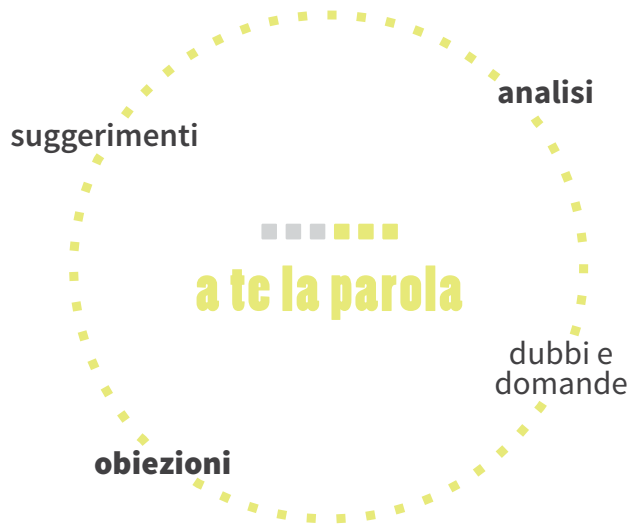 analisi
suggerimenti
a te la parola
dubbi e
domande
obiezioni